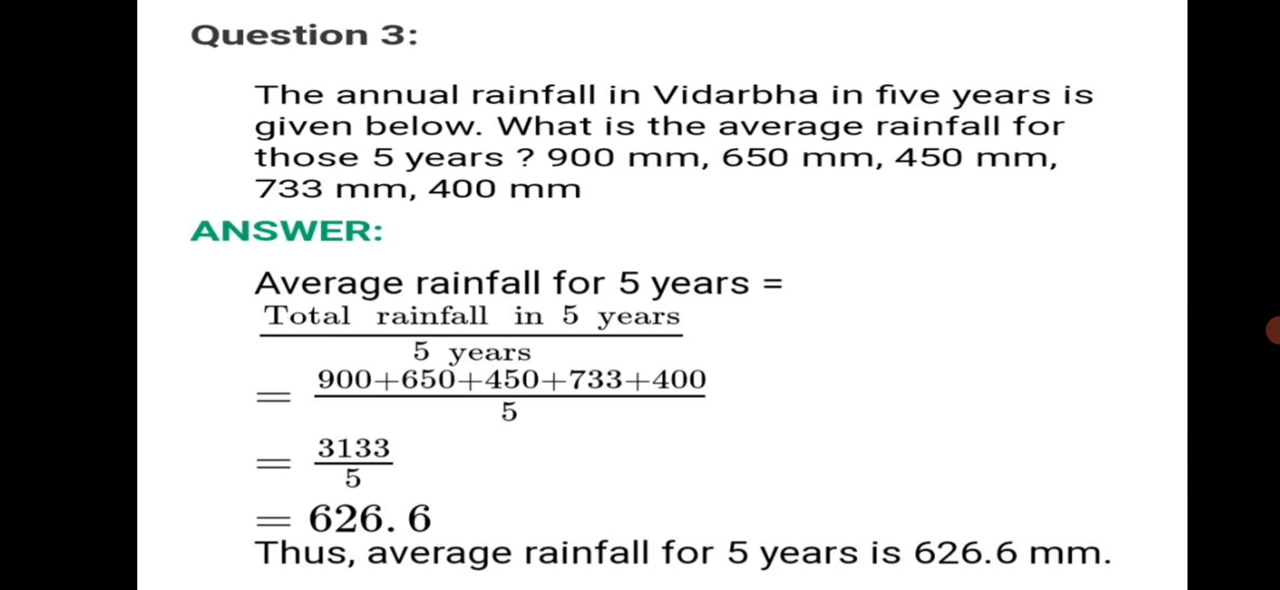 Question 3:
The annual rainfall in Vidarbha in five years is
given below. What is the average rainfall for
those 5 years ? 900 mm, 650 mm, 450 mm,
733 mm, 400 mm
ANSWER:
Average rainfall for 5 years =
Total rainfall in 5 years
5 years
= 900+650+450+733+400
5
= 3133
5
= 626. 6
Thus, average rainfall for 5 years is 626.6 mm.